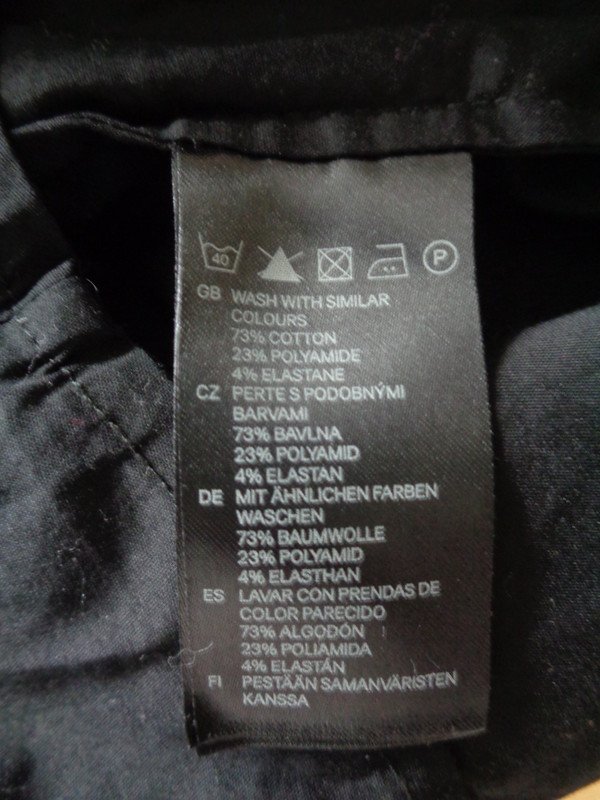 40 P
GB WASH WITH SIMILAR
COLOURS
73% COTTON
23% POLYAMIDE
4% ELASTANE
CZ PERTE S PODOBNÝMI
BARVAMI
73% BAVLNA
23% POLYAMID
4% ELASTAN
DE MIT ÄHNLICHEN FARBEN
WASCHEN
73% BAUMWOLLE
23% POLYAMID
4% ELASTHAN
ES LAVAR CON PRENDAS DE
COLOR PARECIDO
73% ALGODÓN
23% POLIAMIDA
4% ELASTÁN
FI PESTÄÄN SAMANVÄRISTEN
KANSSA